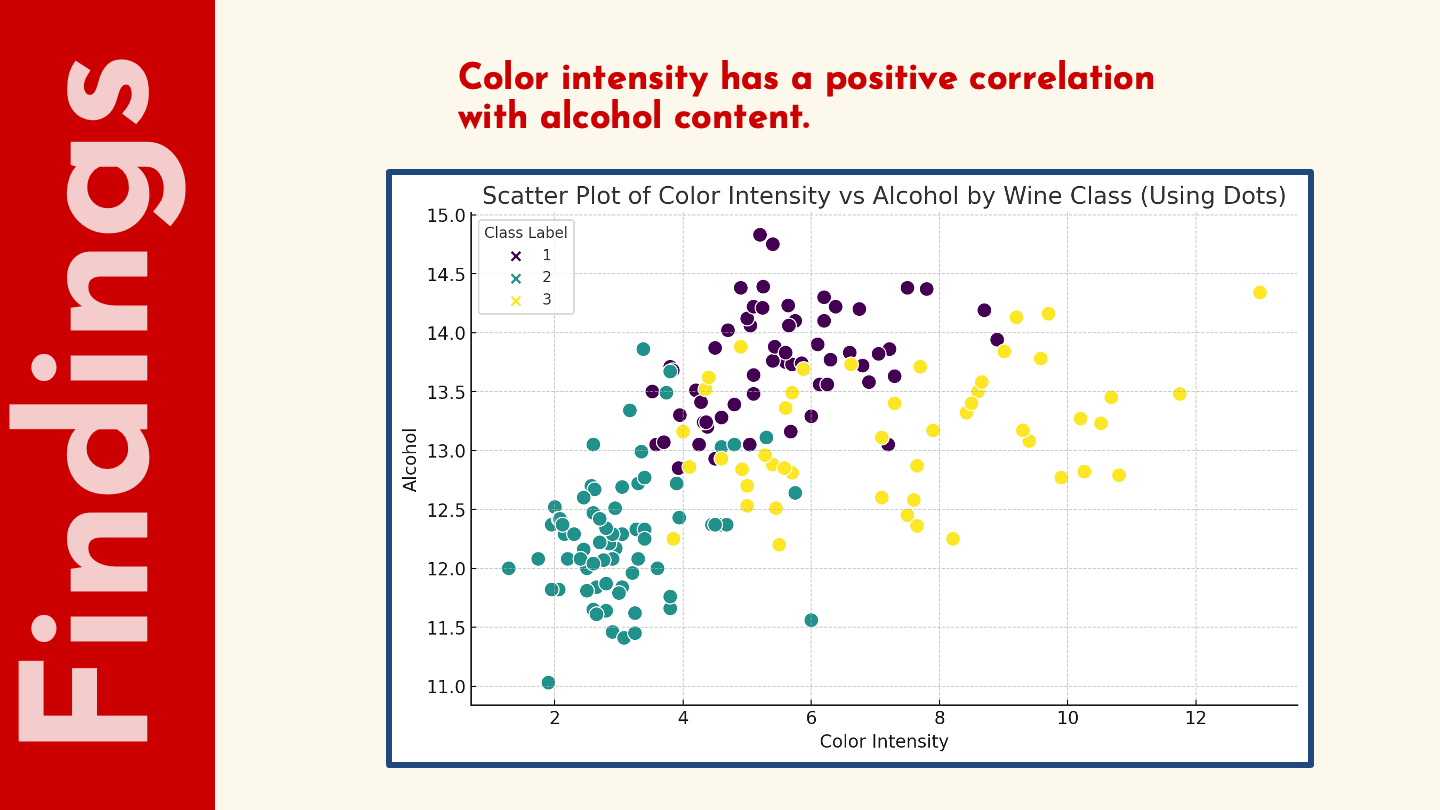 Findings
Color intensity has a positive correlation
with alcohol content.
Scatter Plot of Color Intensity vs Alcohol by Wine Class (Using Dots)
Class Label
1
2
3
15.0
14.5
14.0
13.5
13.0
12.5
12.0
11.5
11.0
Alcohol
2 4 6 8 10 12
Color Intensity